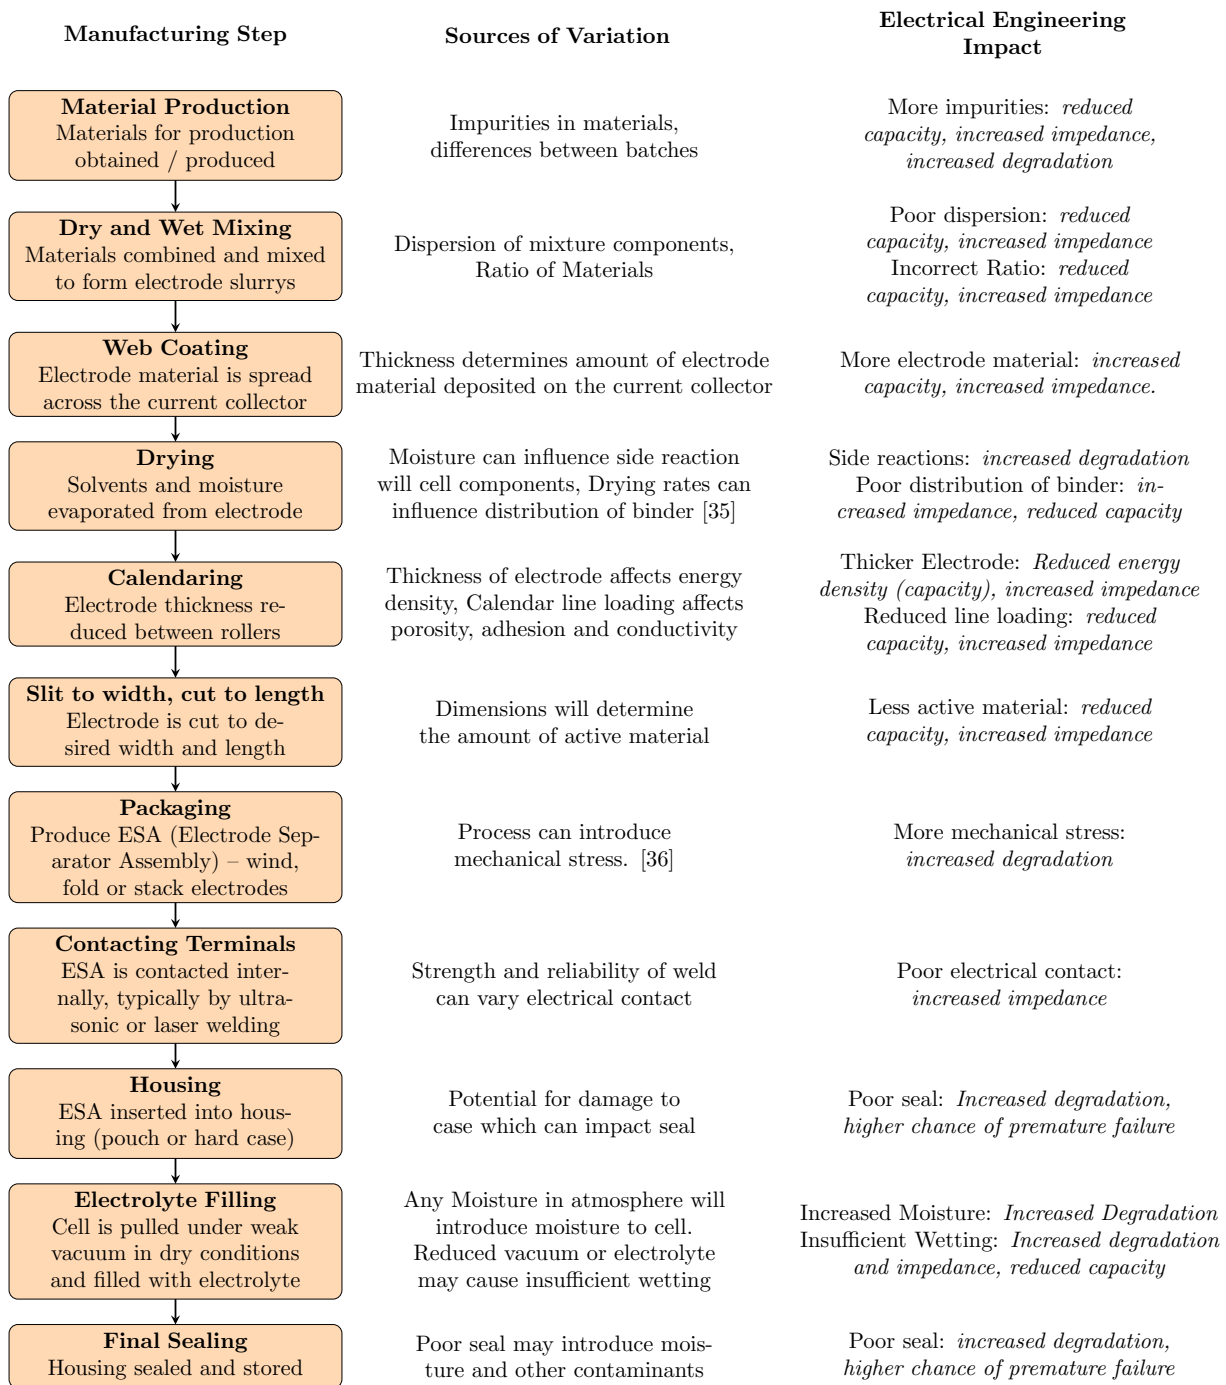 Manufacturing Step
Sources of Variation
Electrical Engineering
Impact
Material Production
Materials for production
obtained / produced
Impurities in materials,
differences between batches
More impurities: reduced
capacity, increased impedance,
increased degradation
Dry and Wet Mixing
Materials combined and mixed
to form electrode slurrys
Dispersion of mixture components,
Ratio of Materials
Poor dispersion: reduced
capacity, increased impedance
Incorrect Ratio: reduced
capacity, increased impedance
Web Coating
Electrode material is spread
across the current collector
Thickness determines amount of electrode
material deposited on the current collector
More electrode material: increased
capacity, increased impedance.
Drying
Solvents and moisture
evaporated from electrode
Moisture can influence side reaction
will cell components, Drying rates can
influence distribution of binder [35]
Side reactions: increased degradation
Poor distribution of binder: in-
creased impedance, reduced capacity
Calendaring
Electrode thickness re-
duced between rollers
Thickness of electrode affects energy
density, Calendar line loading affects
porosity, adhesion and conductivity
Thicker Electrode: Reduced energy
density (capacity), increased impedance
Reduced line loading: reduced
capacity, increased impedance
Slit to width, cut to length
Electrode is cut to de-
sired width and length
Dimensions will determine
the amount of active material
Less active material: reduced
capacity, increased impedance
Packaging
Produce ESA (Electrode Sep-
arator Assembly) – wind,
fold or stack electrodes
Process can introduce
mechanical stress. [36]
More mechanical stress:
increased degradation
Contacting Terminals
ESA is contacted inter-
nally, typically by ultra-
sonic or laser welding
Strength and reliability of weld
can vary electrical contact
Poor electrical contact:
increased impedance
Housing
ESA inserted into hous-
ing (pouch or hard case)
Potential for damage to
case which can impact seal
Poor seal: Increased degradation,
higher chance of premature failure
Electrolyte Filling
Cell is pulled under weak
vacuum in dry conditions
and filled with electrolyte
Any Moisture in atmosphere will
introduce moisture to cell.
Reduced vacuum or electrolyte
may cause insufficient wetting
Increased Moisture: Increased Degradation
Insufficient Wetting: Increased degradation
and impedance, reduced capacity
Final Sealing
Housing sealed and stored
Poor seal may introduce mois-
ture and other contaminants
Poor seal: increased degradation,
higher chance of premature failure